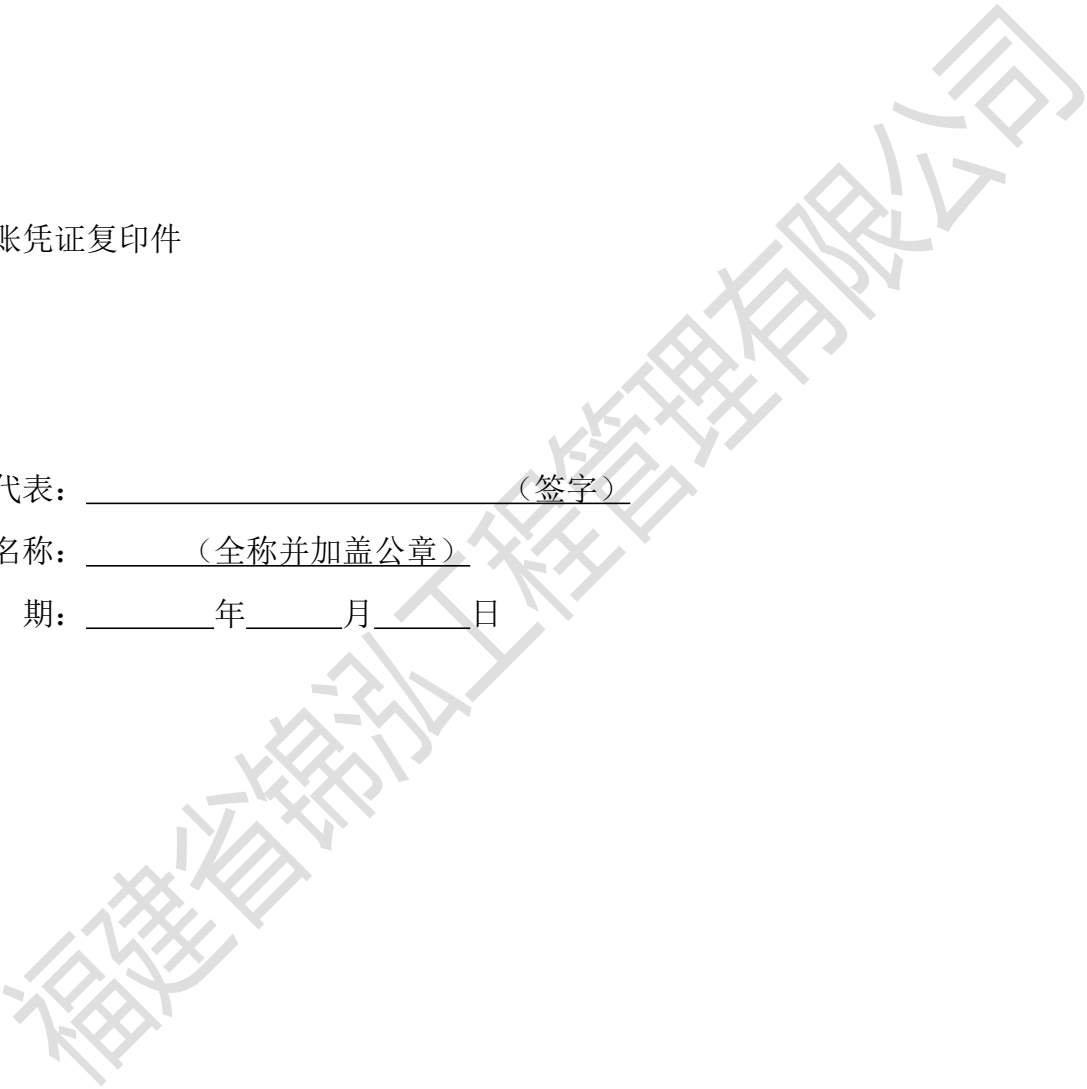 账凭证复印件
代表：（签字）
名称：（全称并加盖公章）
期：年月日
福建省锦泓工程管理有限公司